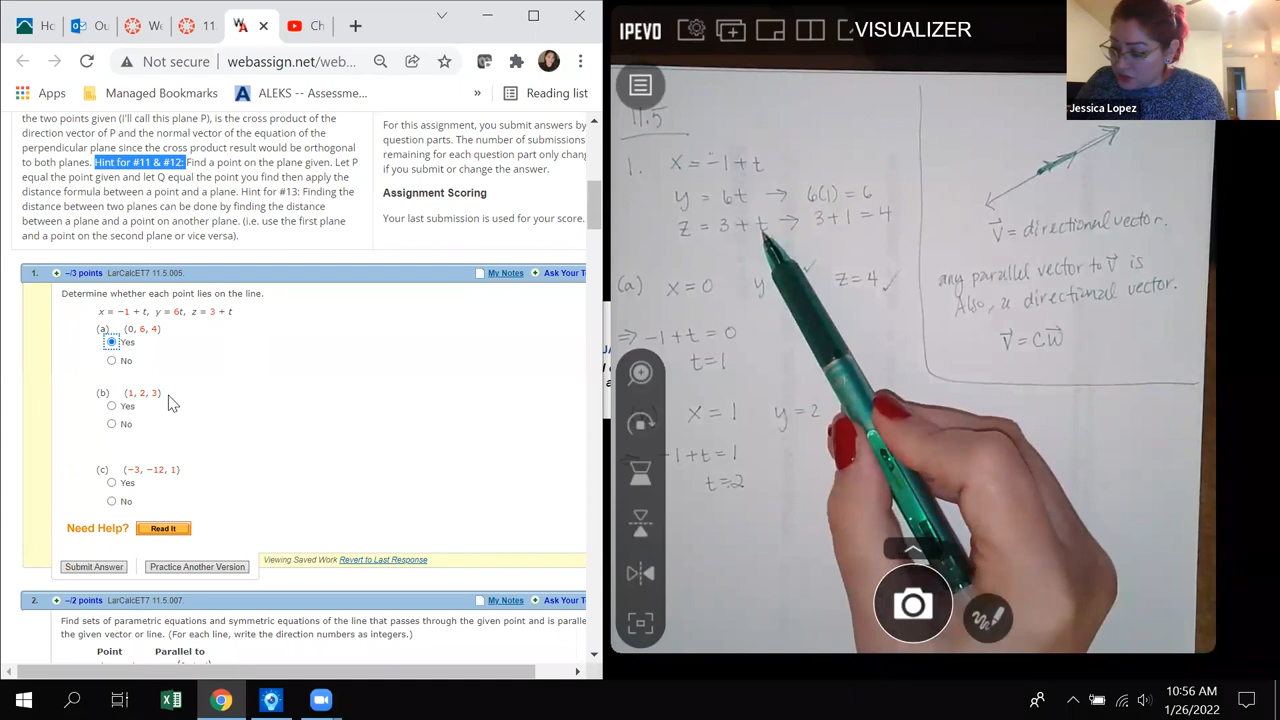 Ho
Ou
We
11
Ch
Not secure
webassign.net/web...
Apps
Managed Bookmarks
ALEKS -- Assessme...
»
Reading list
the two points given (I'll call this plane P), is the cross product of the
direction vector of P and the normal vector of the equation of the
perpendicular plane since the cross product result would be orthogonal
to both planes. Hint for #11 & #12: Find a point on the plane given. Let P
equal the point given and let Q equal the point you find then apply the
distance formula between a point and a plane. Hint for #13: Finding the
distance between two planes can be done by finding the distance
between a plane and a point on another plane. (i.e. use the first plane
and a point on the second plane or vice versa).
For this assignment, you submit answers by
question parts. The number of submissions
remaining for each question part only chang
if you submit or change the answer.
Assignment Scoring
Your last submission is used for your score.
1. –/3 points LarCalcET7 11.5.005. My Notes Ask Your
Determine whether each point lies on the line.
x = −1 + t, y = 6t, z = 3 + t
(a) (0, 6, 4)
Yes
No
(b) (1, 2, 3)
Yes
No
(c) (−3, −12, 1)
Yes
No
Need Help? Read It
Viewing Saved Work Revert to Last Response
Submit Answer Practice Another Version
2. –/2 points LarCalcET7 11.5.007. My Notes Ask Your
Find sets of parametric equations and symmetric equations of the line that passes through the given point and is paralle
the given vector or line. (For each line, write the direction numbers as integers.)
Point Parallel to
IPEVO
VISUALIZER
Jessica Lopez
11.5
1. x = -1 + t
y = 6t → 6(1) = 6
z = 3 + t → 3 + 1 = 4
(a) x = 0 y z = 4 ✓
⇒ -1 + t = 0
t = 1
x = 1 y = 2
-1 + t = 1
t = 2
V⃗ = directional vector.
any parallel vector to V⃗ is
Also, a directional vector.
V⃗ = CW⃗
10:56 AM
1/26/2022